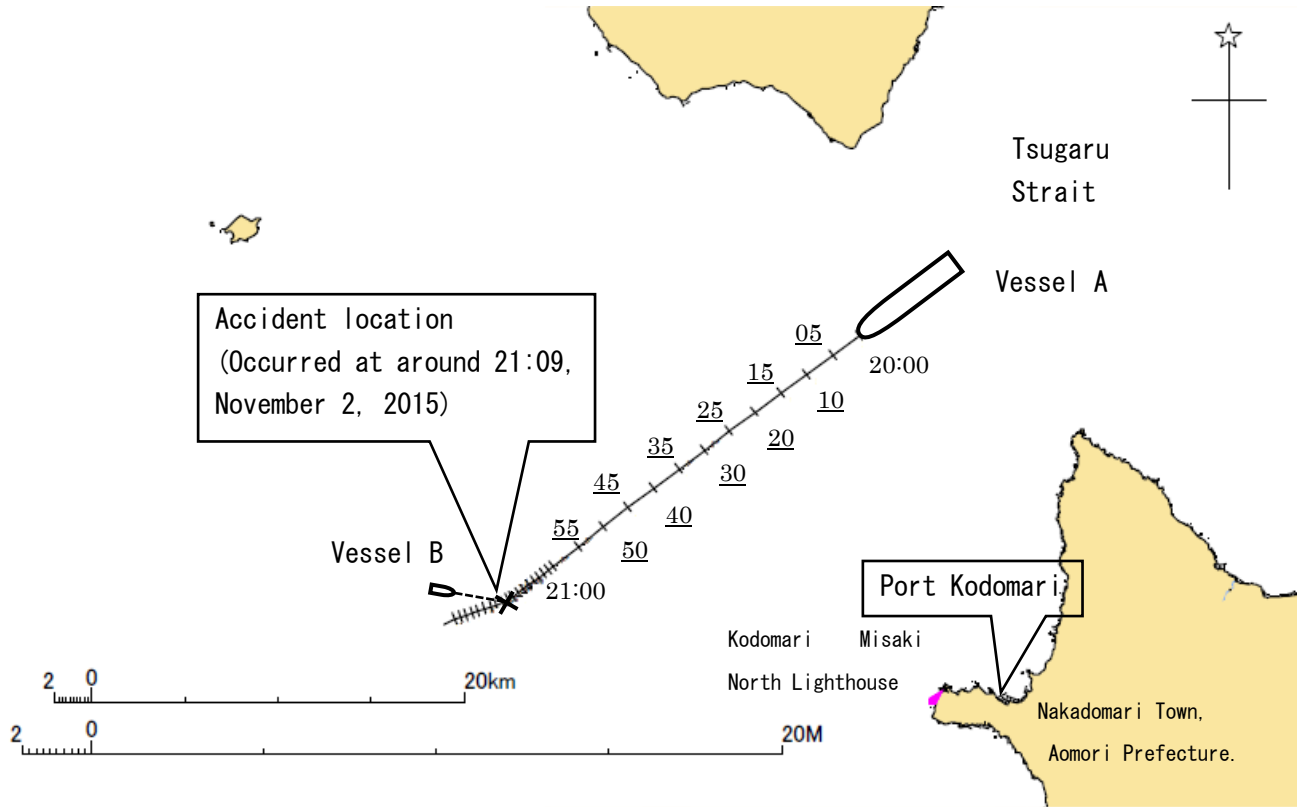 Tsugaru
Strait
Vessel A
Accident location
(Occurred at around 21:09,
November 2, 2015)
05
20:00
15
10
25
20
35
30
45
40
55
50
Vessel B
21:00
Port Kodomari
Kodomari Misaki
North Lighthouse
Nakadomari Town,
Aomori Prefecture.
2 0 20km
2 0 20M